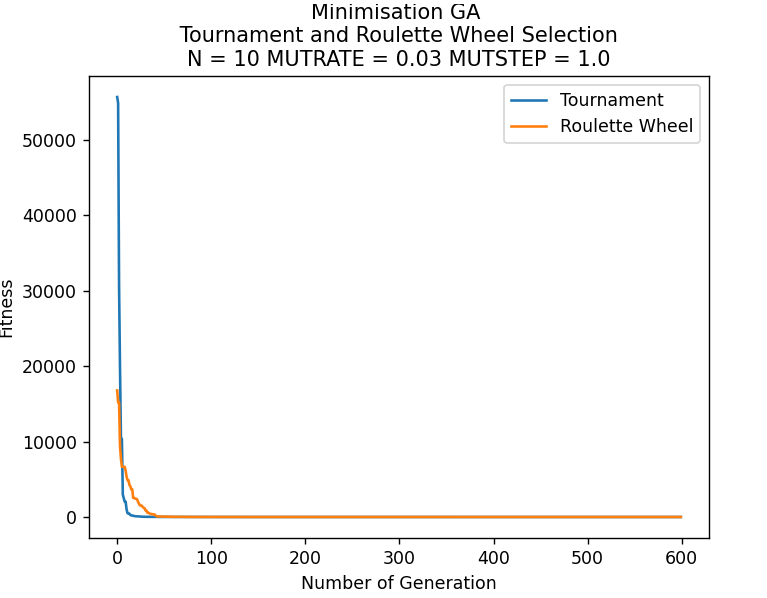 Minimisation GA
Tournament and Roulette Wheel Selection
N = 10 MUTRATE = 0.03 MUTSTEP = 1.0
Tournament
Roulette Wheel
50000
40000
30000
20000
10000
0
Fitness
0 100 200 300 400 500 600
Number of Generation